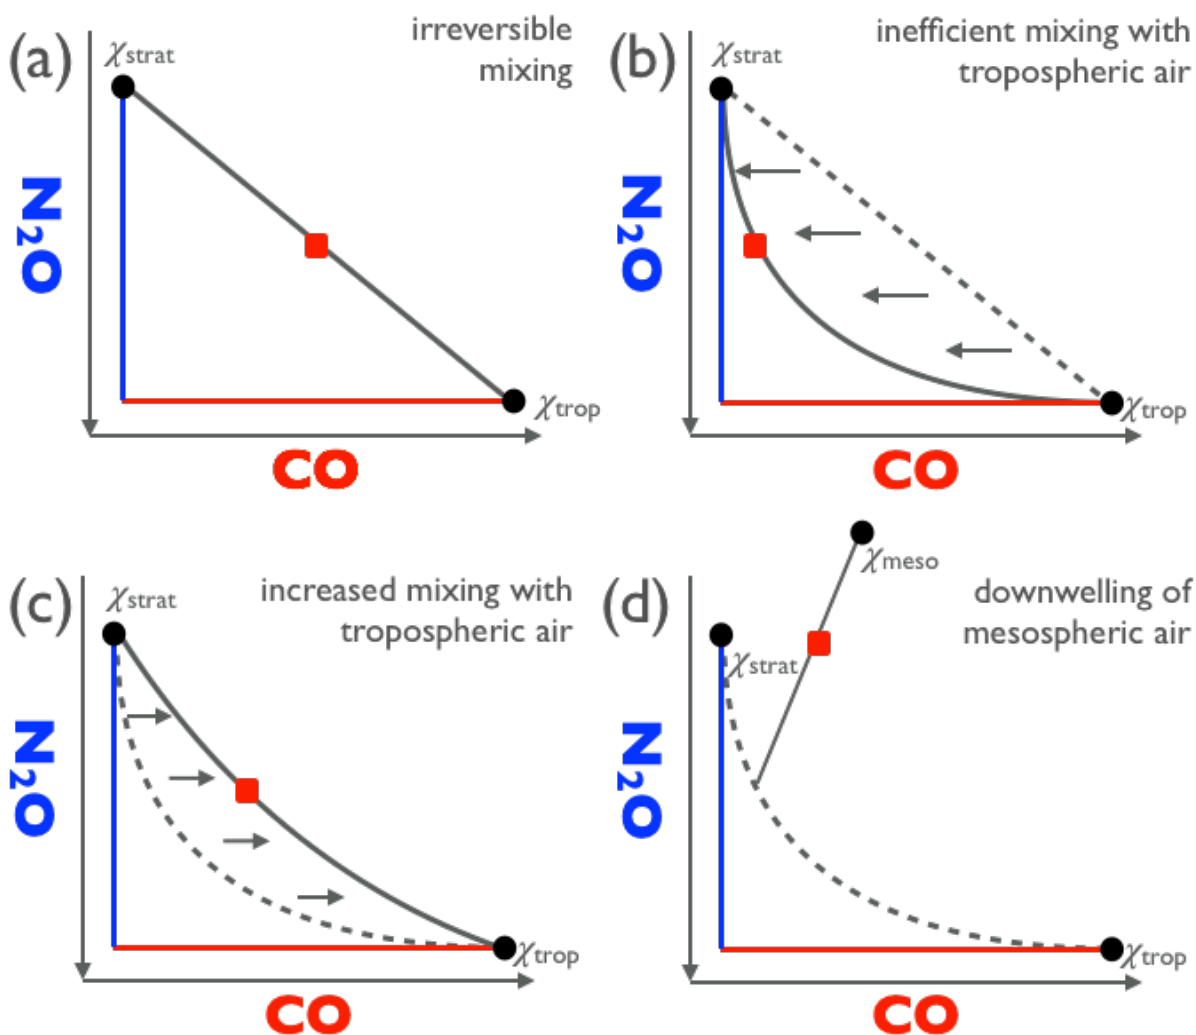 (a)
χstrat
irreversible
mixing
N₂O
χtrop
CO
(b)
χstrat
inefficient mixing with
tropospheric air
N₂O
χtrop
CO
(c)
χstrat
increased mixing with
tropospheric air
N₂O
χtrop
CO
(d)
χmeso
downwelling of
mesospheric air
χstrat
N₂O
χtrop
CO